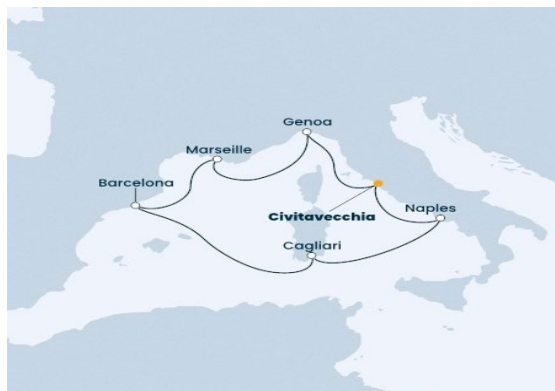 Genoa
Marseille
Barcelona
Civitavecchia
Naples
Cagliari